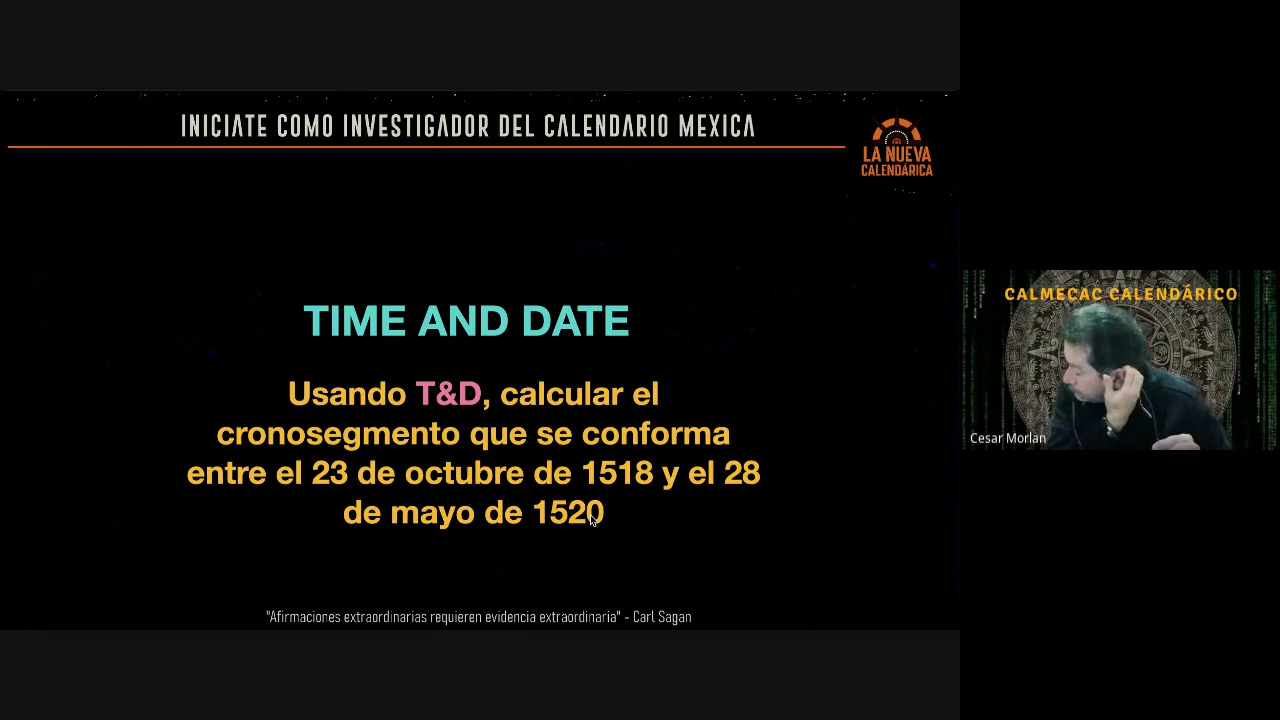 INICIATE COMO INVESTIGADOR DEL CALENDARIO MEXICA
LA NUEVA
CALENDÁRICA
TIME AND DATE
Usando T&D, calcular el
cronosegmento que se conforma
entre el 23 de octubre de 1518 y el 28
de mayo de 1520
"Afirmaciones extraordinarias requieren evidencia extraordinaria" - Carl Sagan
CALMECAC CALENDÁRICO
Cesar Morlan